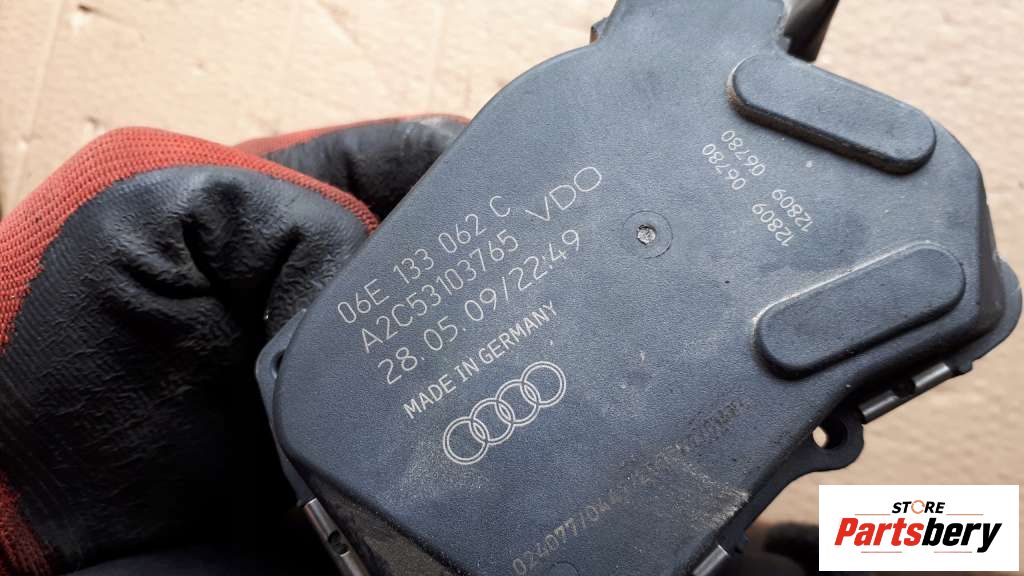 06E 133 062 C
A2C53103765 VDO
28.05.09/22:49
MADE IN GERMANY
12809 06780
12809 06780
STORE
Partsbery